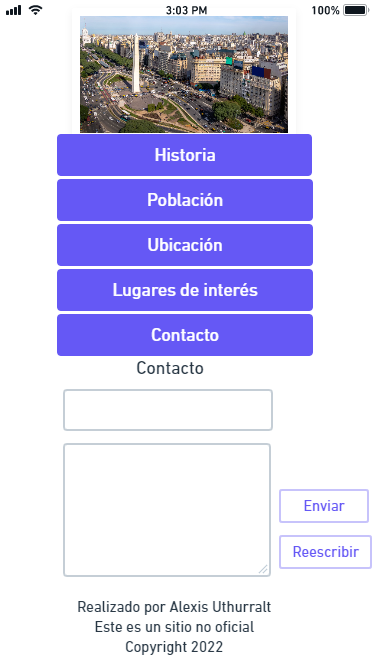 3:03 PM
100%
Historia
Población
Ubicación
Lugares de interés
Contacto
Contacto
Enviar
Reescribir
Realizado por Alexis Uthurralt
Este es un sitio no oficial
Copyright 2022